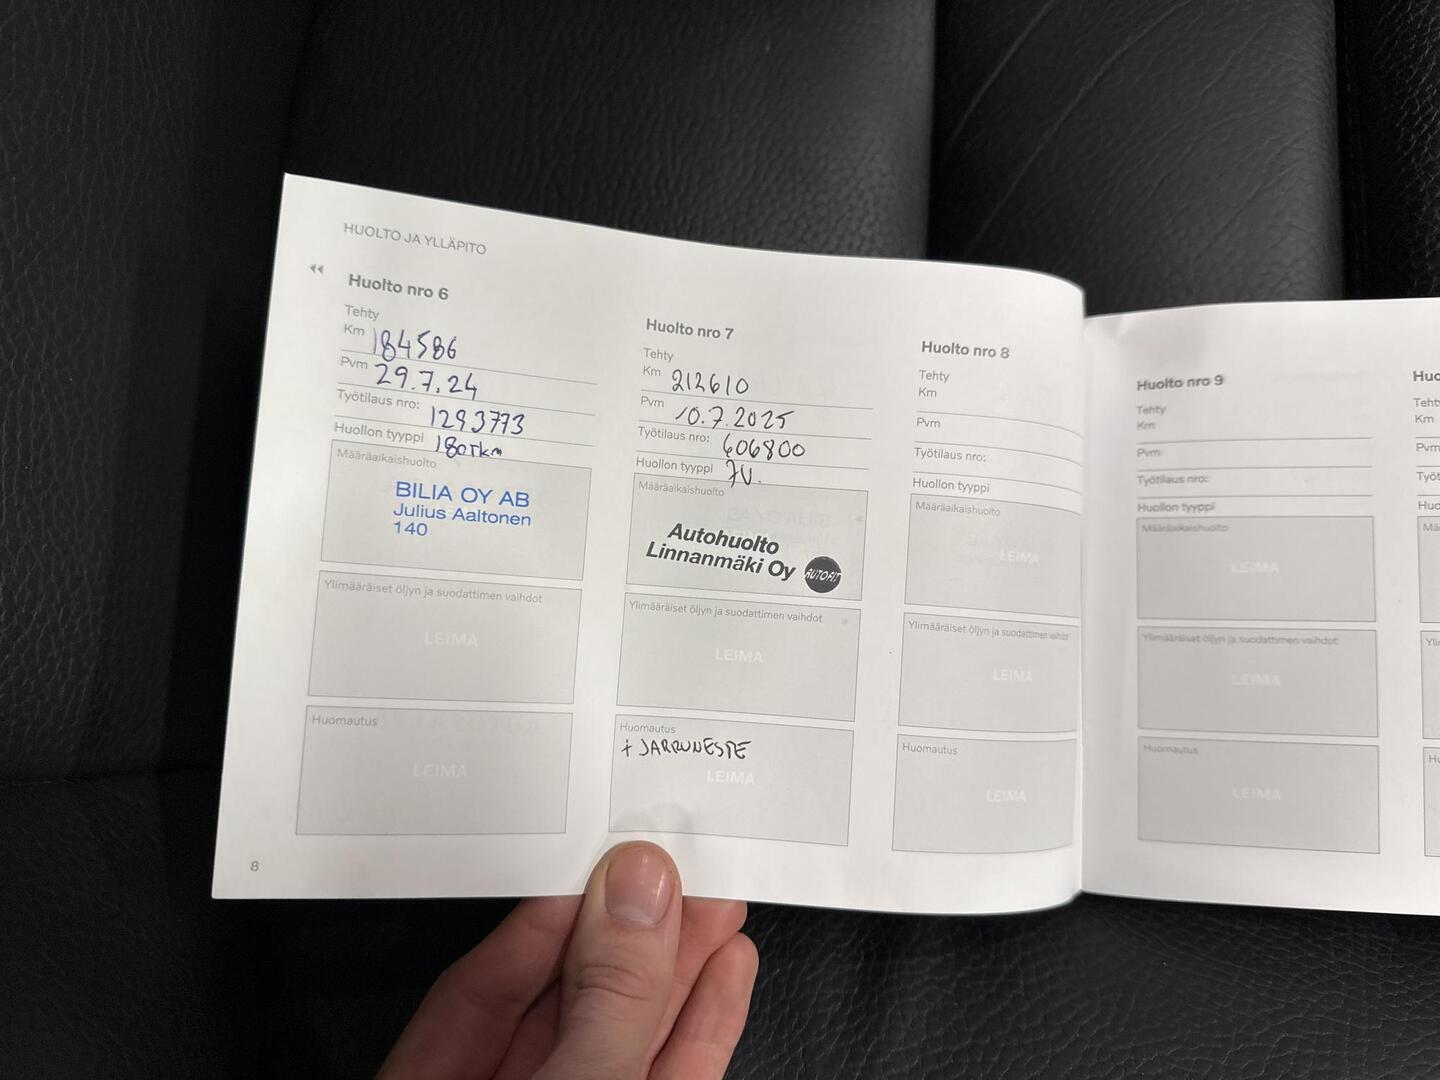 HUOLTO JA YLLÄPITO
Huolto nro 6
Tehty
Km 184586
Pvm 29.7.24
Työtilaus nro: 1293773
Huollon tyyppi 180Tkm
Määräaikaishuolto
BILIA OY AB
Julius Aaltonen
140
Ylimääräiset öljyn ja suodattimen vaihdot
LEIMA
Huomautus
LEIMA
8
Huolto nro 7
Tehty
Km 212610
Pvm 10.7.2025
Työtilaus nro: 606800
Huollon tyyppi 7V.
Määräaikaishuolto
Autohuolto
Linnanmäki Oy
AUTOFIT
Ylimääräiset öljyn ja suodattimen vaihdot
LEIMA
Huomautus
+ JARRUNESTE
LEIMA
Huolto nro 8
Tehty
Km
Pvm
Työtilaus nro:
Huollon tyyppi
Määräaikaishuolto
LEIMA
Ylimääräiset öljyn ja suodattimen vaihdot
LEIMA
Huomautus
LEIMA
Huolto nro 9
Tehty
Km
Pvm
Työtilaus nro:
Huollon tyyppi
Määräaikaishuolto
LEIMA
Ylimääräiset öljyn ja suodattimen vaihdot
LEIMA
Huomautus
LEIMA
Km
Pvm